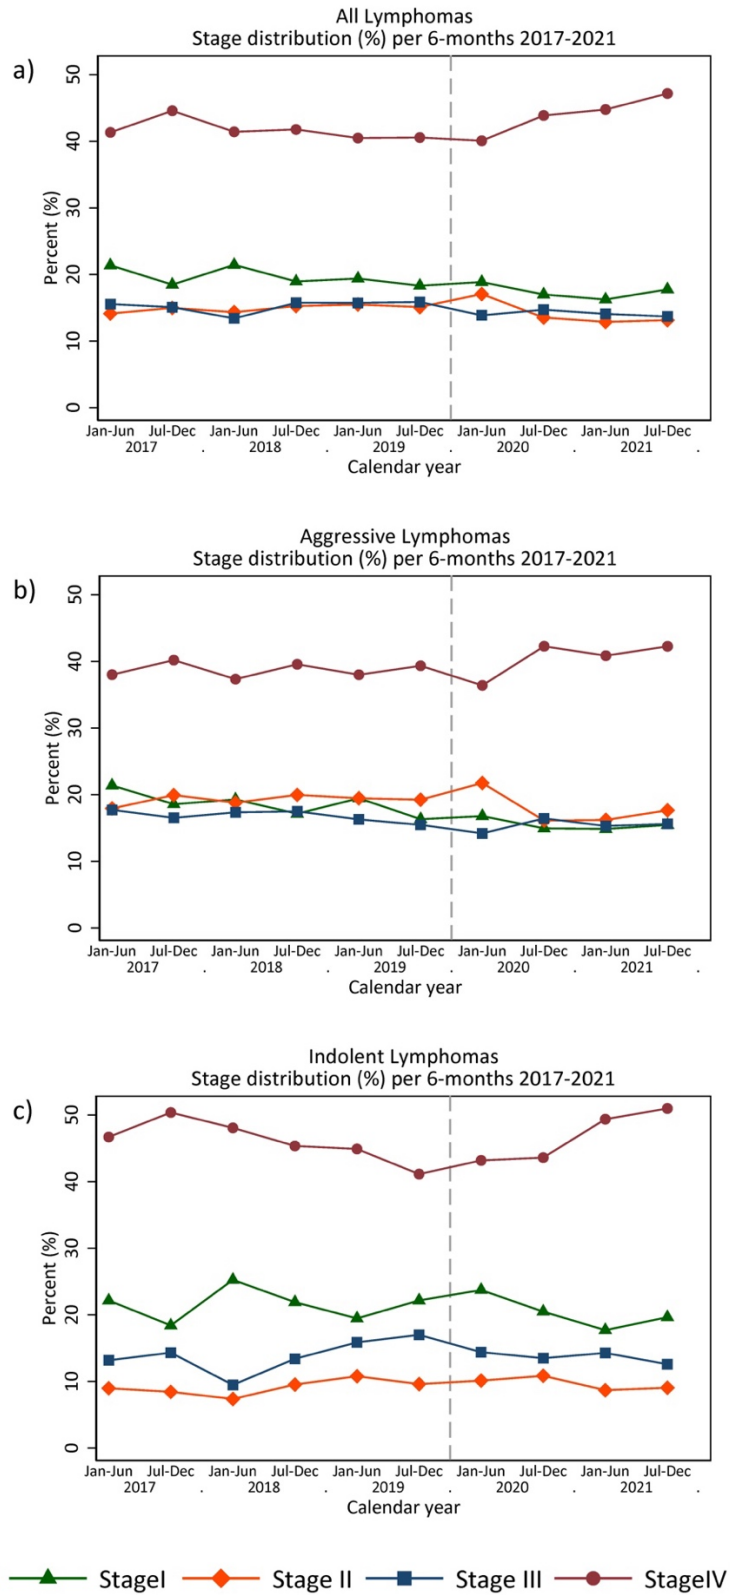 All Lymphomas
Stage distribution (%) per 6-months 2017-2021
a)
50
40
30
20
10
0
Percent (%)
Jan-Jun Jul-Dec Jan-Jun Jul-Dec Jan-Jun Jul-Dec Jan-Jun Jul-Dec Jan-Jun Jul-Dec
2017 . 2018 . 2019 . 2020 . 2021 .
Calendar year
Aggressive Lymphomas
Stage distribution (%) per 6-months 2017-2021
b)
50
40
30
20
10
0
Percent (%)
Jan-Jun Jul-Dec Jan-Jun Jul-Dec Jan-Jun Jul-Dec Jan-Jun Jul-Dec Jan-Jun Jul-Dec
2017 . 2018 . 2019 . 2020 . 2021 .
Calendar year
Indolent Lymphomas
Stage distribution (%) per 6-months 2017-2021
c)
50
40
30
20
10
0
Percent (%)
Jan-Jun Jul-Dec Jan-Jun Jul-Dec Jan-Jun Jul-Dec Jan-Jun Jul-Dec Jan-Jun Jul-Dec
2017 . 2018 . 2019 . 2020 . 2021 .
Calendar year
StageI Stage II Stage III StageIV